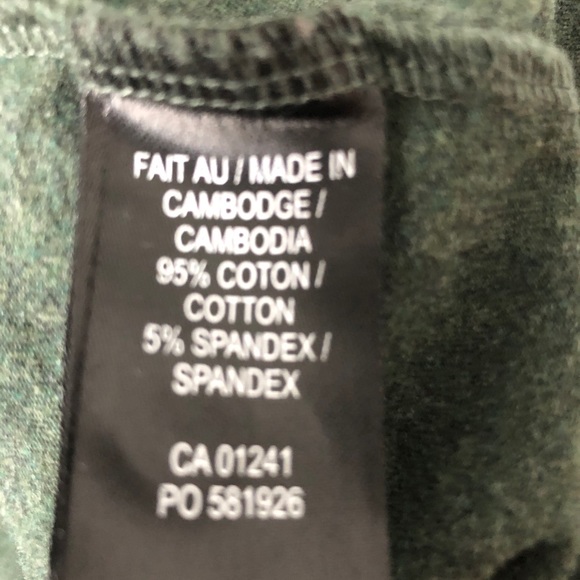 FAIT AU / MADE IN
CAMBODGE /
CAMBODIA
95% COTON /
COTTON
5% SPANDEX /
SPANDEX
CA 01241
PO 581926